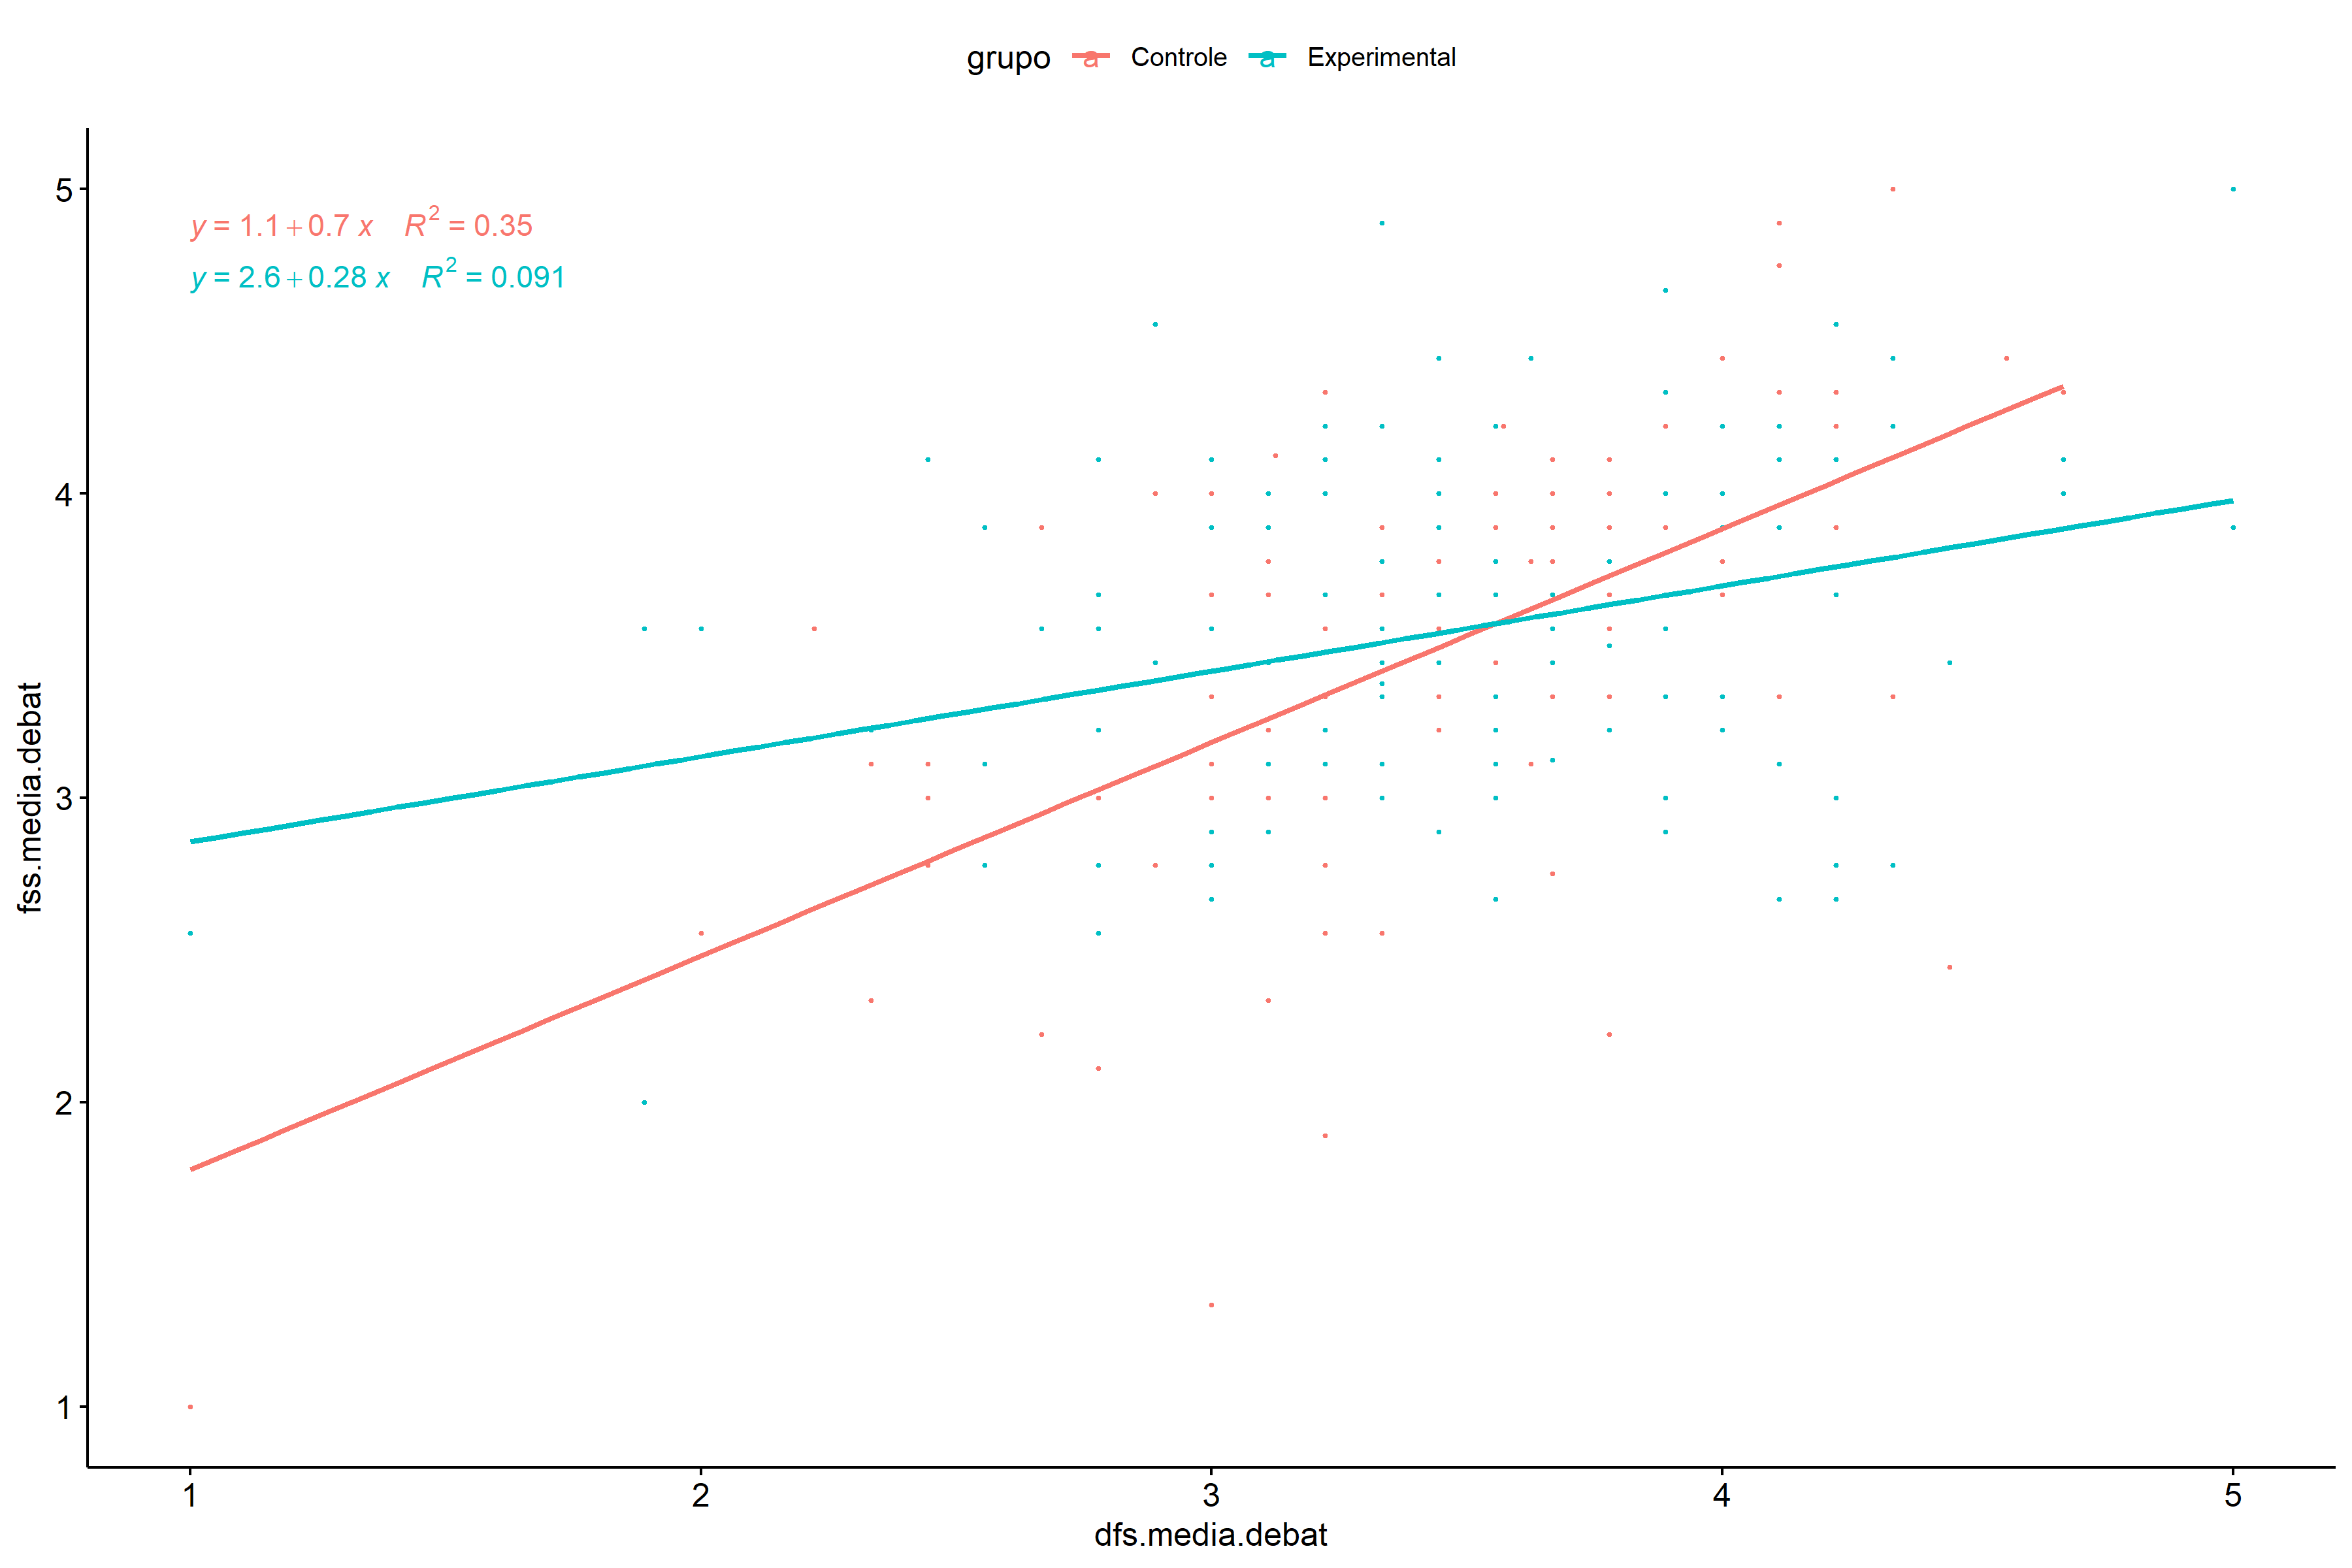 grupo a Controle a Experimental
5
y = 1.1 + 0.7 x R² = 0.35
y = 2.6 + 0.28 x R² = 0.091
4
3
2
1
fss.media.debat
1 2 3 4 5
dfs.media.debat